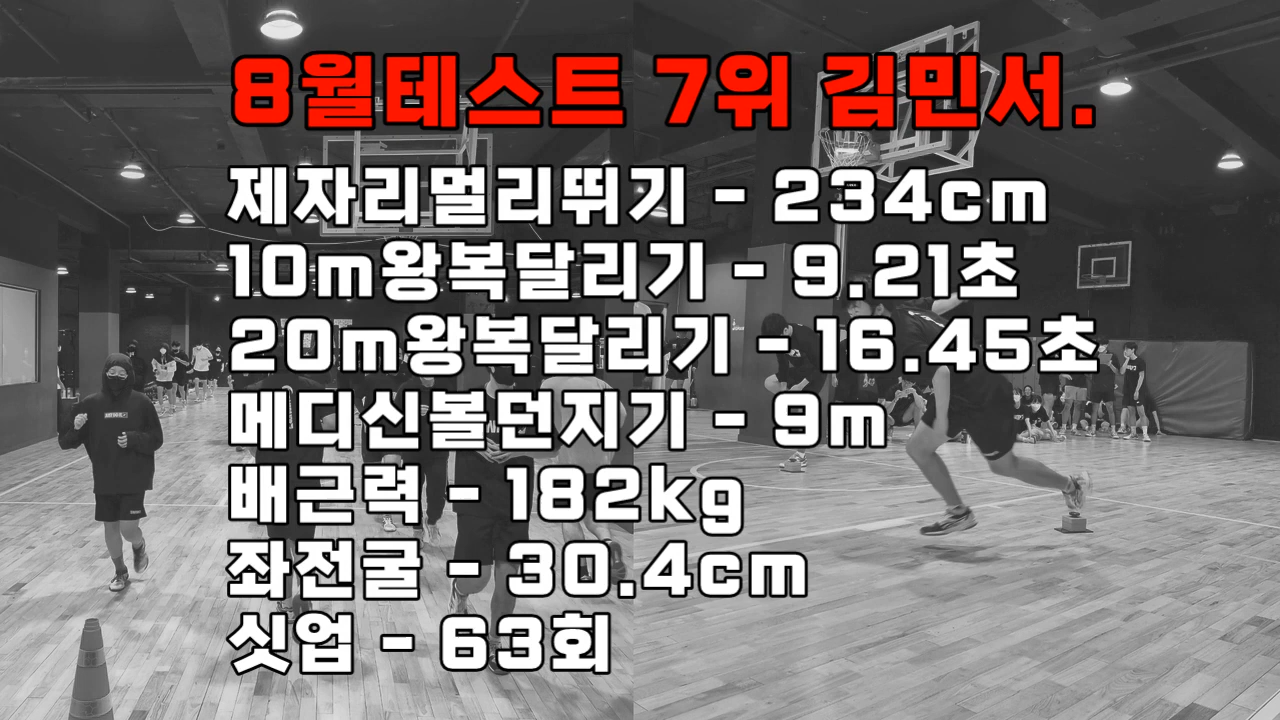 8월테스트 7위 김민서.
제자리멀리뛰기 - 234cm
10m왕복달리기 - 9.21초
20m왕복달리기 - 16.45초
메디신볼던지기 - 9m
배근력 - 182kg
좌전굴 - 30.4cm
싯업 - 63회